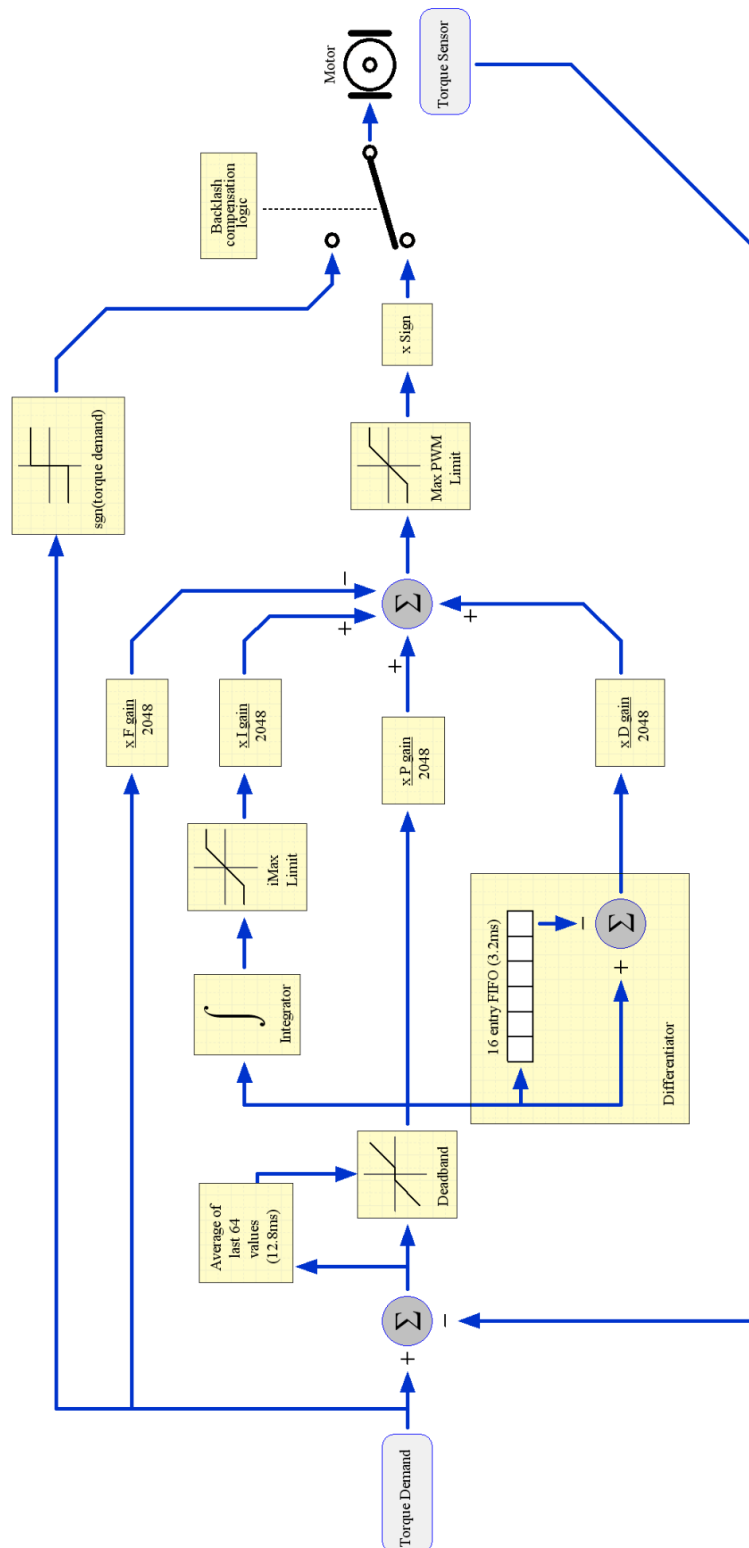 Torque Demand
+
Σ
−
Average of
last 64
values
(12.8ms)
Deadband
∫
Integrator
iMax
Limit
16 entry FIFO (3.2ms)
−
+
Σ
Differentiator
x F gain
2048
x I gain
2048
x P gain
2048
x D gain
2048
−
+
+
+
Σ
sgn(torque demand)
Max PWM
Limit
x Sign
Backlash
compensation
logic
Motor
Torque Sensor